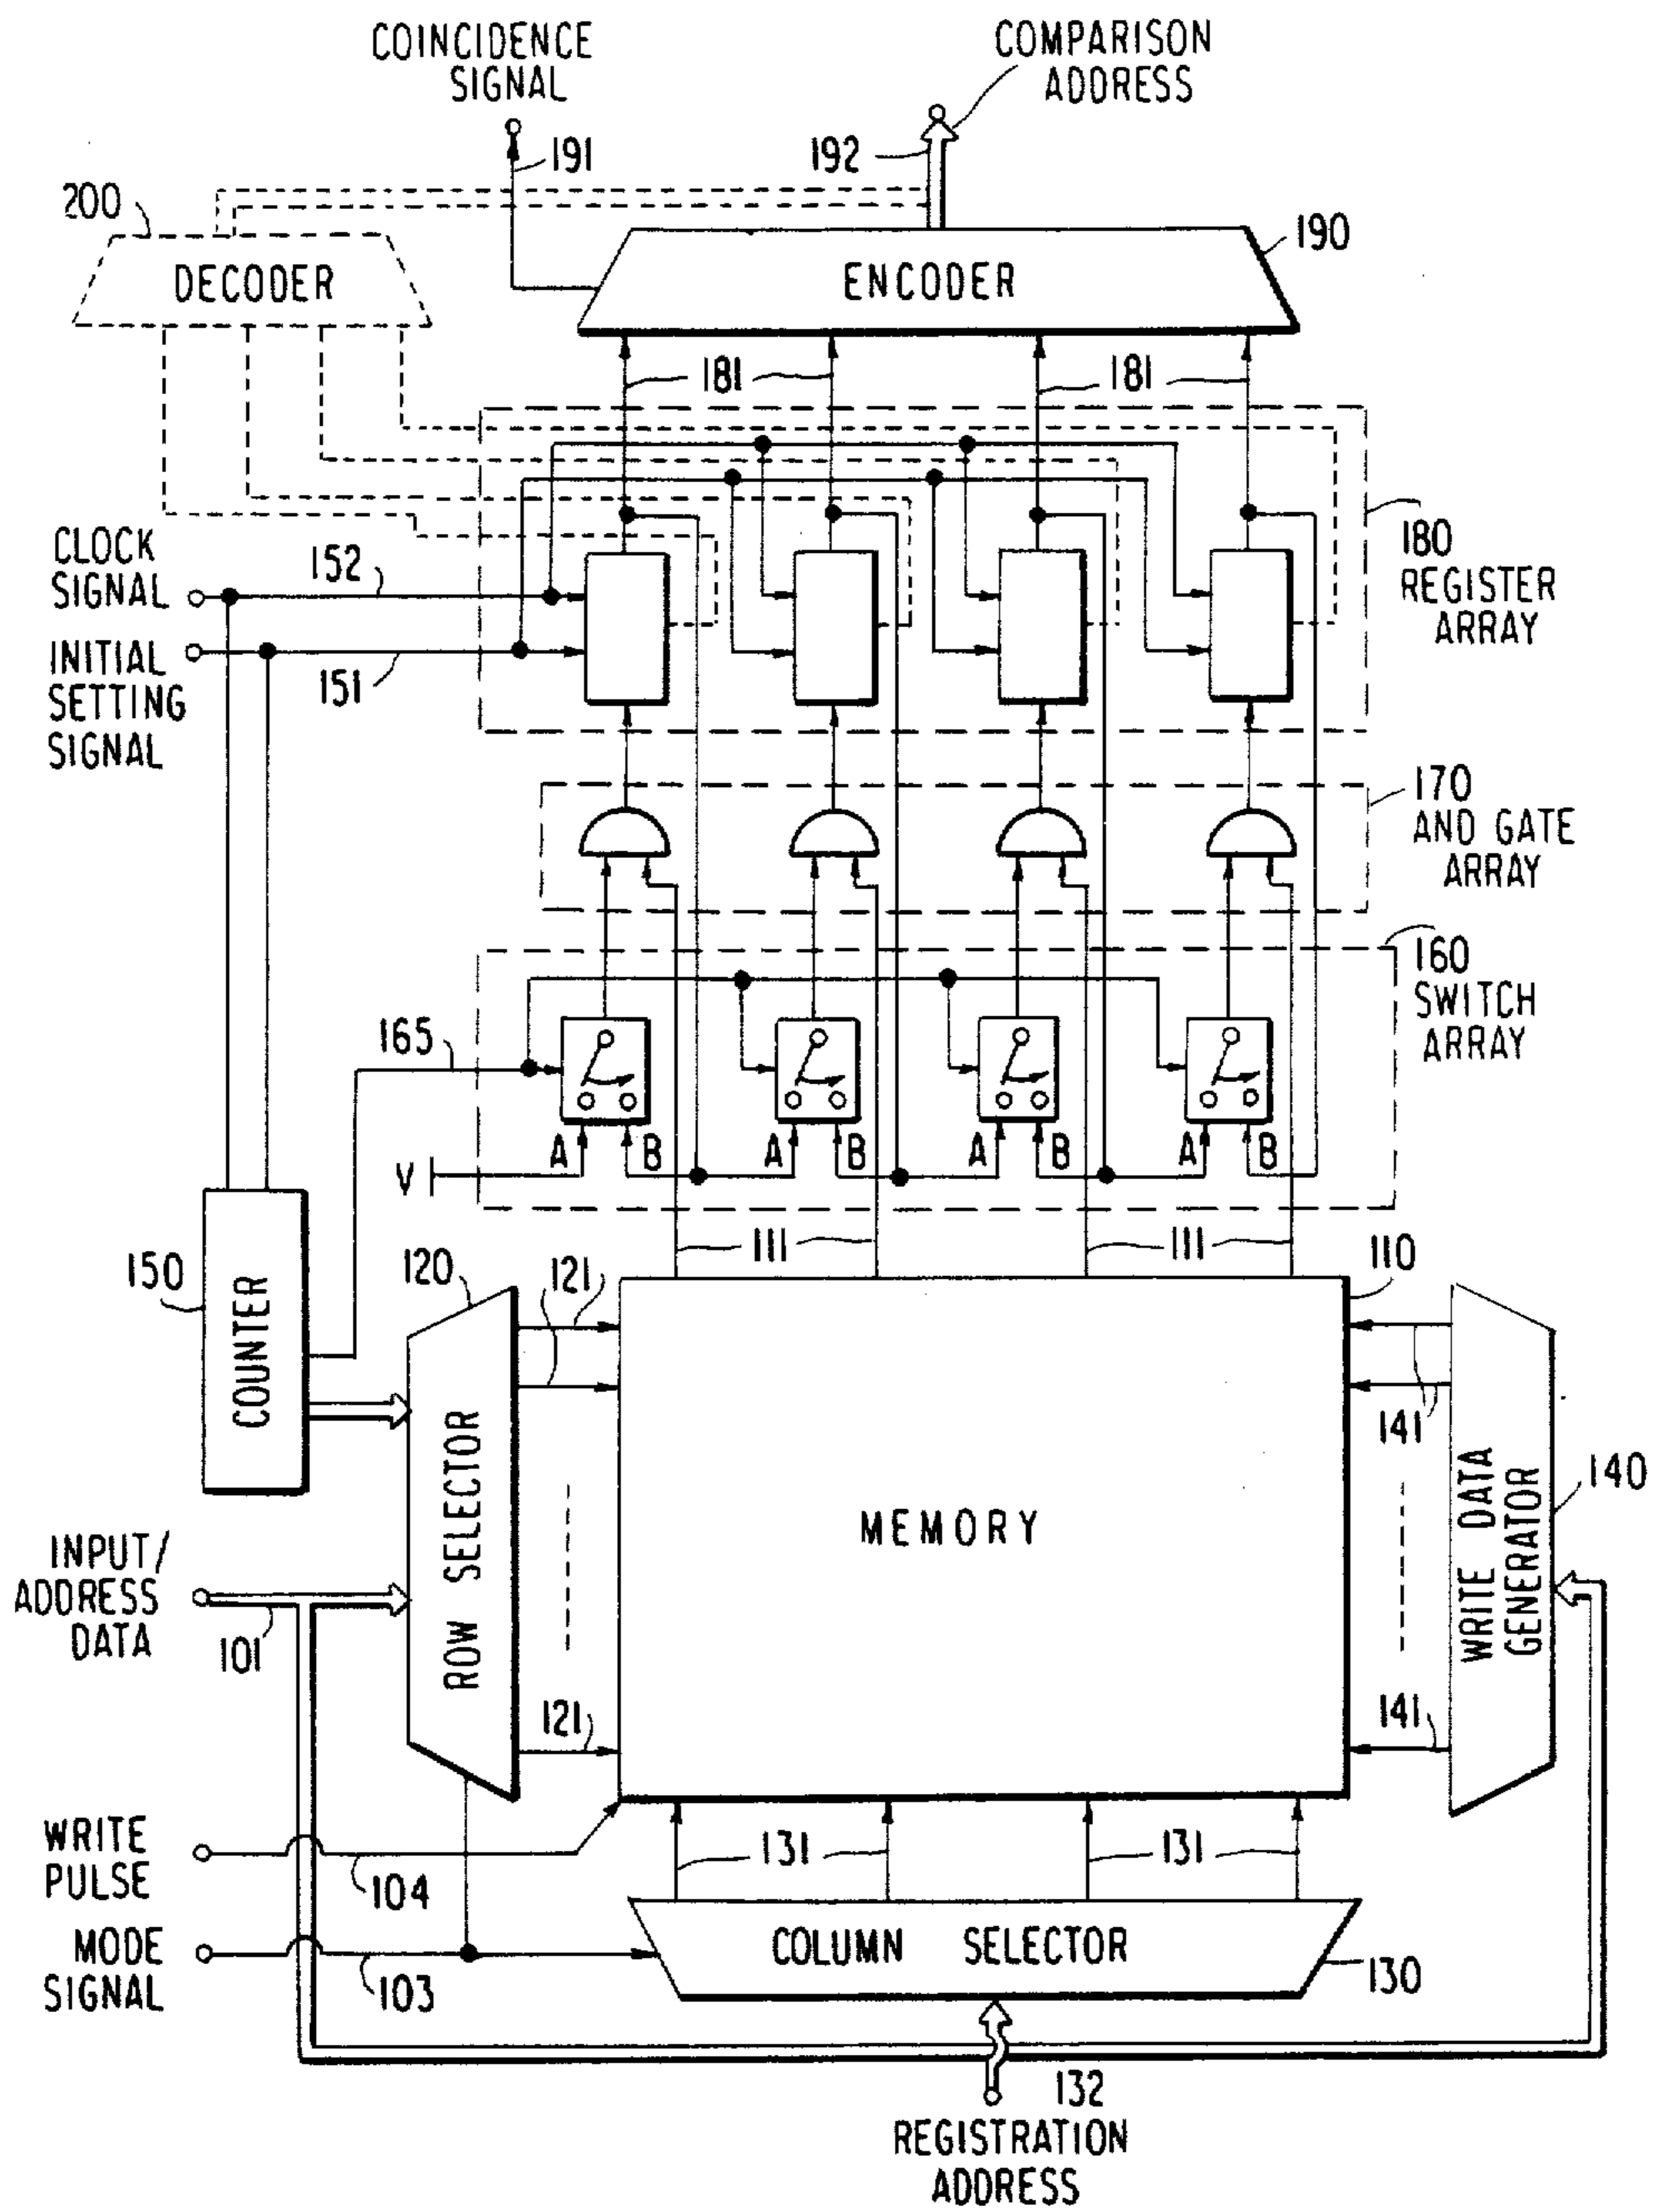 COINCIDENCE
SIGNAL
COMPARISON
ADDRESS
191
192
200
DECODER
190
ENCODER
181
181
CLOCK
SIGNAL
152
180
REGISTER
ARRAY
INITIAL
SETTING
SIGNAL
151
170
AND GATE
ARRAY
160
SWITCH
ARRAY
165
A
B
A
B
A
B
A
B
V
111
111
150
COUNTER
120
121
110
ROW SELECTOR
121
141
MEMORY
WRITE DATA
GENERATOR
140
INPUT/
ADDRESS
DATA
101
121
141
WRITE
PULSE
104
131
131
MODE
SIGNAL
103
COLUMN SELECTOR
130
132
REGISTRATION
ADDRESS